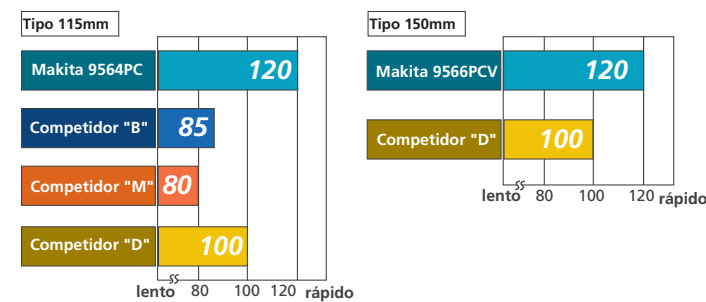 Tipo 115mm
Makita 9564PC 120
Competidor "B" 85
Competidor "M" 80
Competidor "D" 100
lento 80 100 120 rápido
Tipo 150mm
Makita 9566PCV 120
Competidor "D" 100
lento 80 100 120 rápido